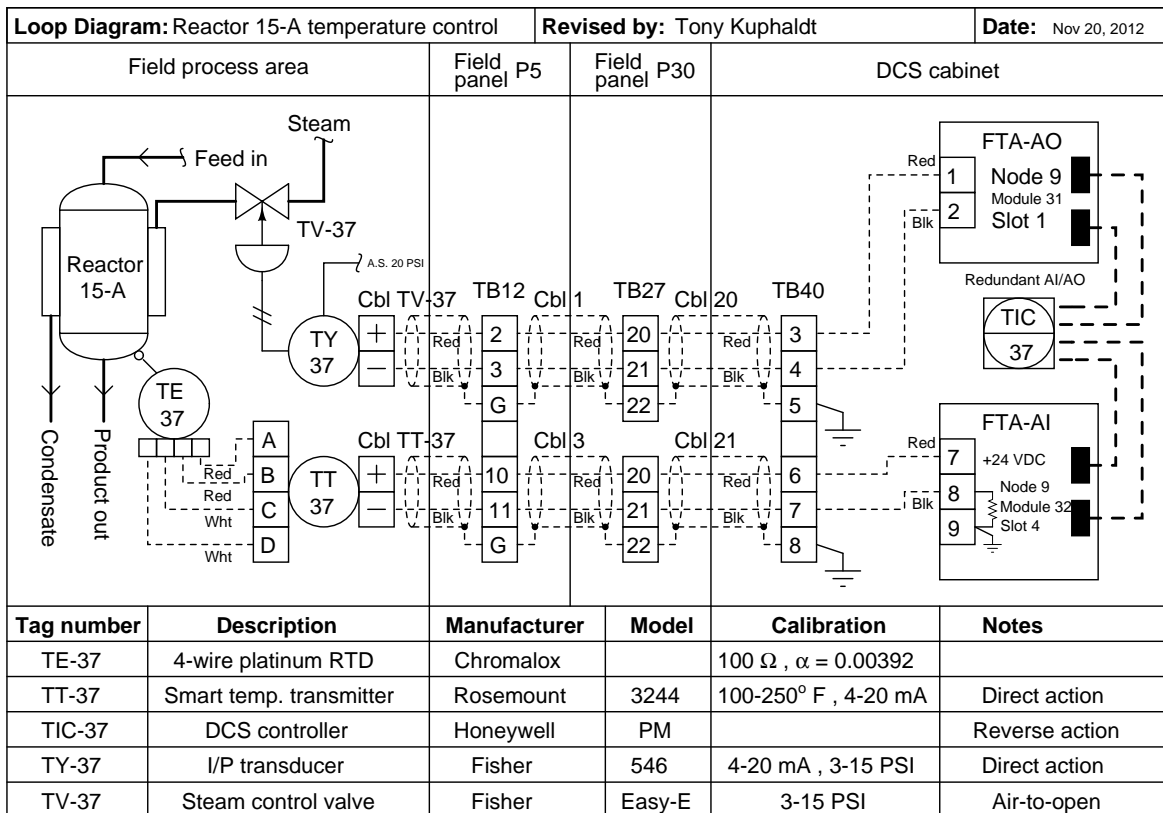 Loop Diagram: Reactor 15-A temperature control
Revised by: Tony Kuphaldt
Date: Nov 20, 2012
Field process area
Field panel P5
Field panel P30
DCS cabinet
Steam
Feed in
TV-37
A.S. 20 PSI
Reactor
15-A
TY
37
+
−
Cbl TV-37
Red
Blk
TB12
2
3
G
Cbl 1
Red
Blk
TB27
20
21
22
Cbl 20
Red
Blk
TB40
3
4
5
Red
Blk
1
2
FTA-AO
Node 9
Module 31
Slot 1
Redundant AI/AO
TIC
37
TE
37
Condensate
Product out
Red
Red
Wht
Wht
A
B
C
D
TT
37
+
−
Cbl TT-37
Red
Blk
10
11
G
Cbl 3
Red
Blk
20
21
22
Cbl 21
Red
Blk
6
7
8
Red
Blk
7
8
9
FTA-AI
+24 VDC
Node 9
Module 32
Slot 4
Tag number Description Manufacturer Model Calibration Notes
TE-37 4-wire platinum RTD Chromalox 100 Ω , α = 0.00392
TT-37 Smart temp. transmitter Rosemount 3244 100-250° F , 4-20 mA Direct action
TIC-37 DCS controller Honeywell PM Reverse action
TY-37 I/P transducer Fisher 546 4-20 mA , 3-15 PSI Direct action
TV-37 Steam control valve Fisher Easy-E 3-15 PSI Air-to-open